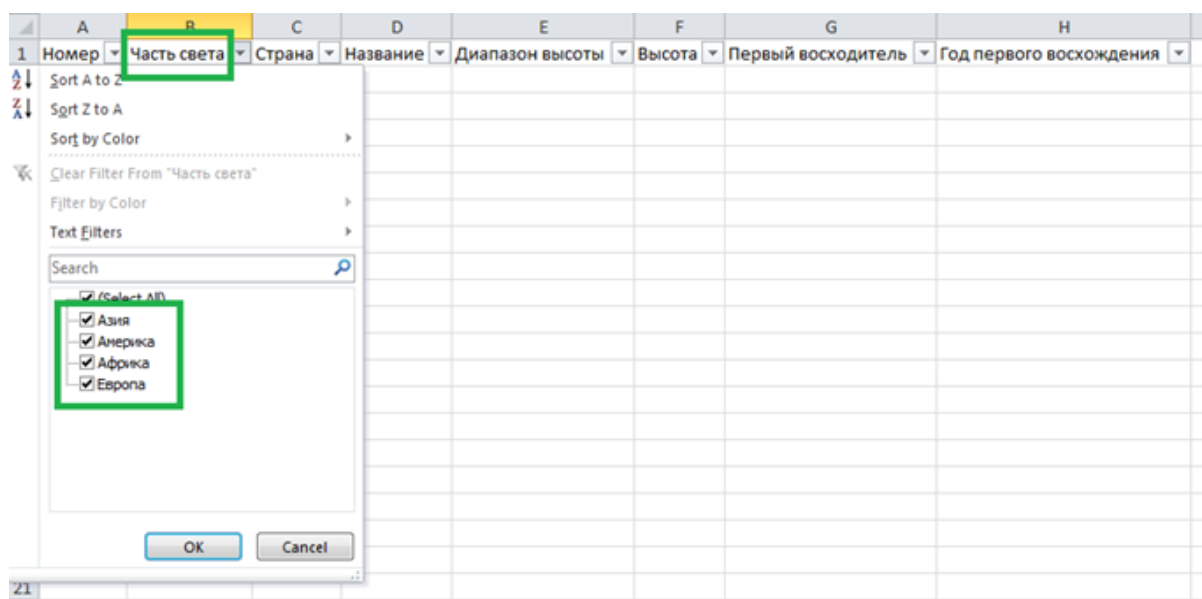 A B C D E F G H
1 Номер Часть света Страна Название Диапазон высоты Высота Первый восходитель Год первого восхождения
Sort A to Z
Sort Z to A
Sort by Color
Clear Filter From "Часть света"
Filter by Color
Text Filters
Search
(Select All)
Азия
Америка
Африка
Европа
OK Cancel
21